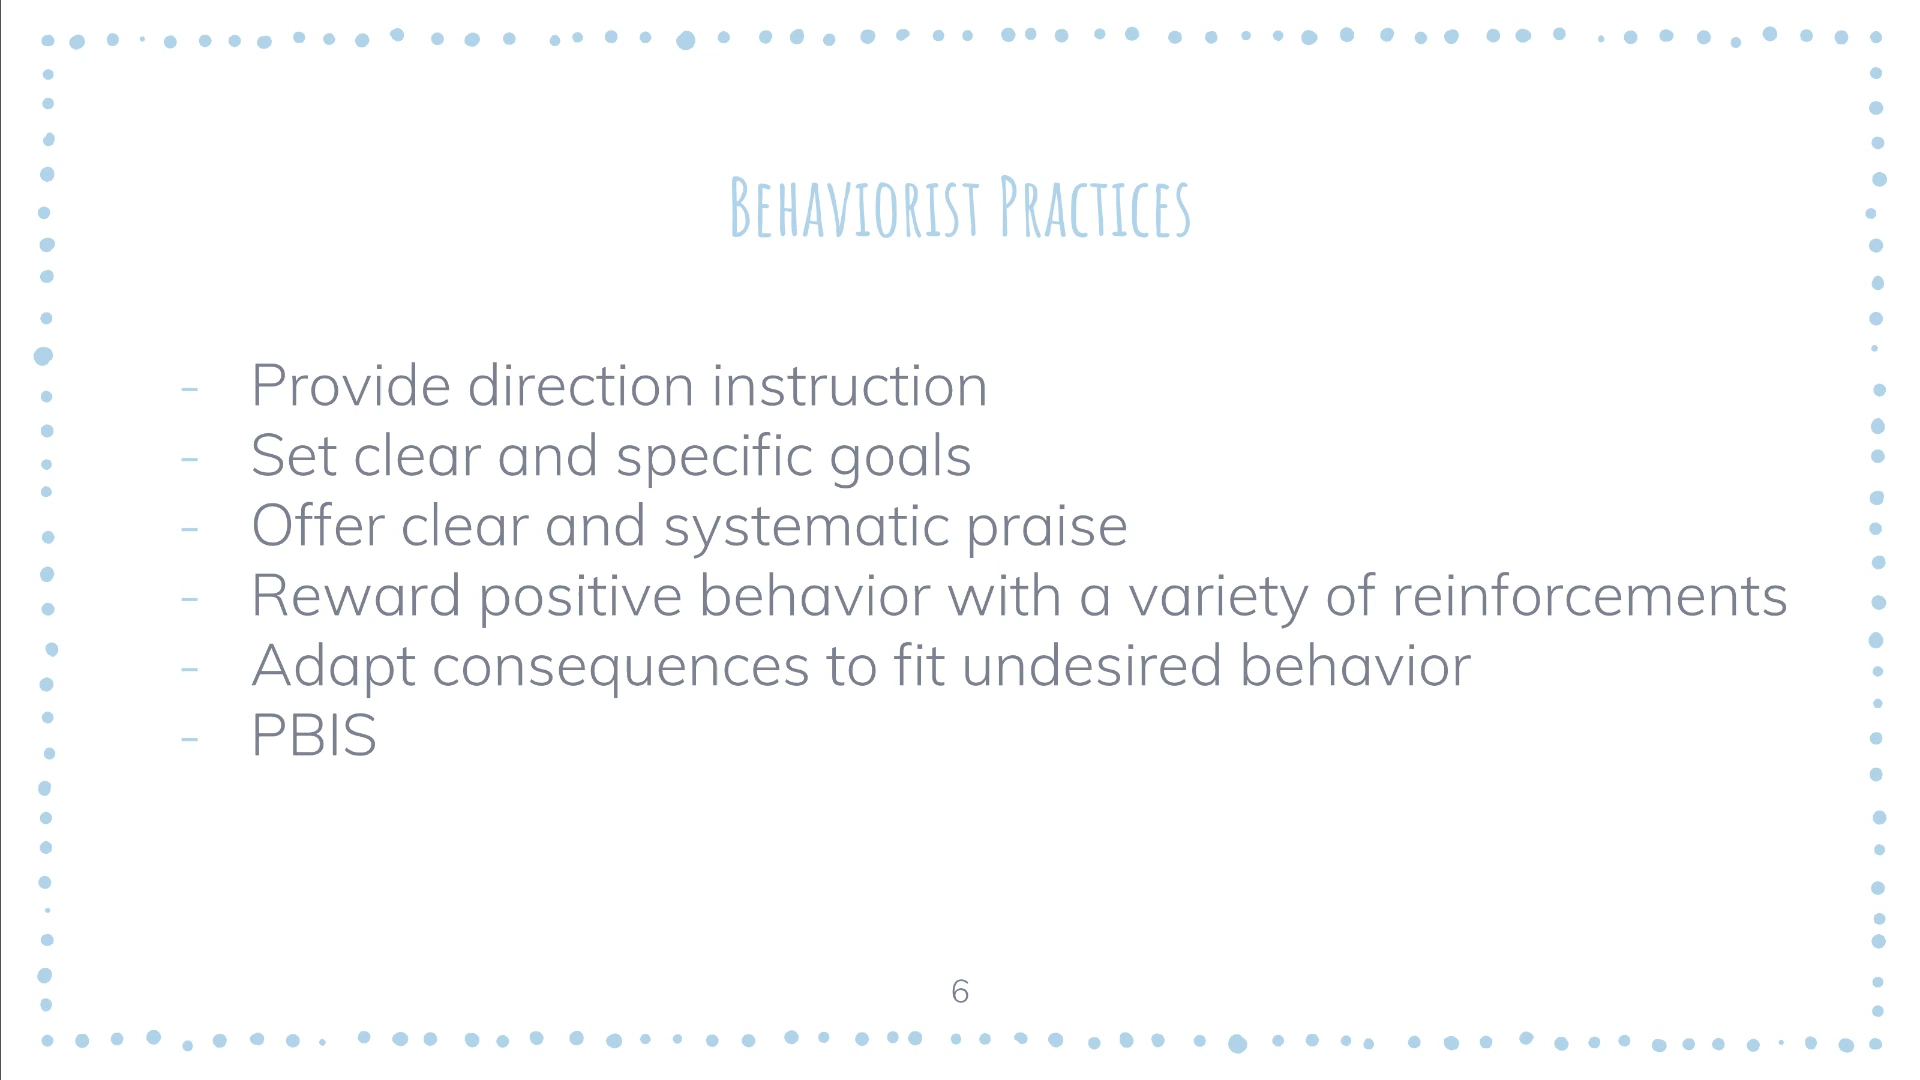 Behaviorist Practices
- Provide direction instruction
- Set clear and specific goals
- Offer clear and systematic praise
- Reward positive behavior with a variety of reinforcements
- Adapt consequences to fit undesired behavior
- PBIS
6